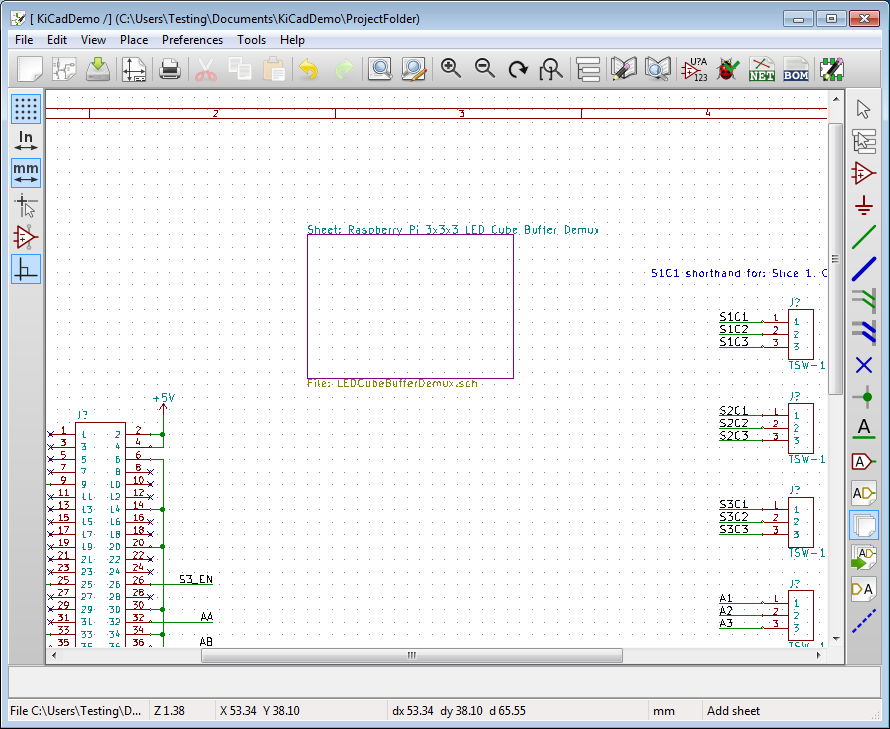 [ KiCadDemo /] (C:\Users\Testing\Documents\KiCadDemo\ProjectFolder)
File Edit View Place Preferences Tools Help
U?A
123
NET
BOM
In
mm
2 3 4
Sheet: Raspberry Pi 3x3x3 LED Cube Buffer Demux
File: LEDCubeBufferDemux.sch
S1C1 shorthand for: Slice 1, C
J?
S1C1 1 1
S1C2 2 2
S1C3 3 3
TSW-1
J?
S2C1 1 1
S2C2 2 2
S2C3 3 3
TSW-1
J?
S3C1 1 1
S3C2 2 2
S3C3 3 3
TSW-1
J?
A1 1 1
A2 2 2
A3 3 3
TSW-1
+5V
J?
1 1 2 2
3 3 4 4
5 5 6 6
7 7 8 8
9 9 10 10
11 11 12 12
13 13 14 14
15 15 16 16
17 17 18 18
19 19 20 20
21 21 22 22
23 23 24 24
25 25 26 26 S3_EN
27 27 28 28
29 29 30 30
31 31 32 32 AA
33 33 34 34
35 35 36 36 AB
A
A
AD
AD
DA
File C:\Users\Testing\D... Z 1.38 X 53.34 Y 38.10 dx 53.34 dy 38.10 d 65.55 mm Add sheet